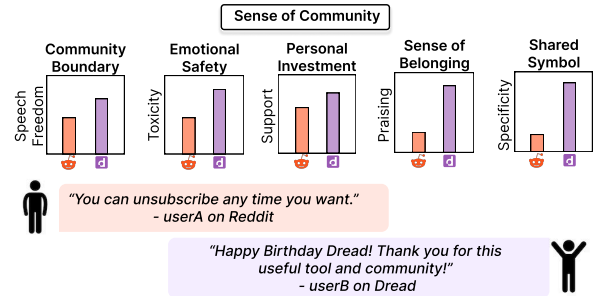 Sense of Community
Community
Boundary
Emotional
Safety
Personal
Investment
Sense of
Belonging
Shared
Symbol
Speech
Freedom
Toxicity
Support
Praising
Specificity
d
d
d
d
d
“You can unsubscribe any time you want.”
- userA on Reddit
“Happy Birthday Dread! Thank you for this
useful tool and community!”
- userB on Dread